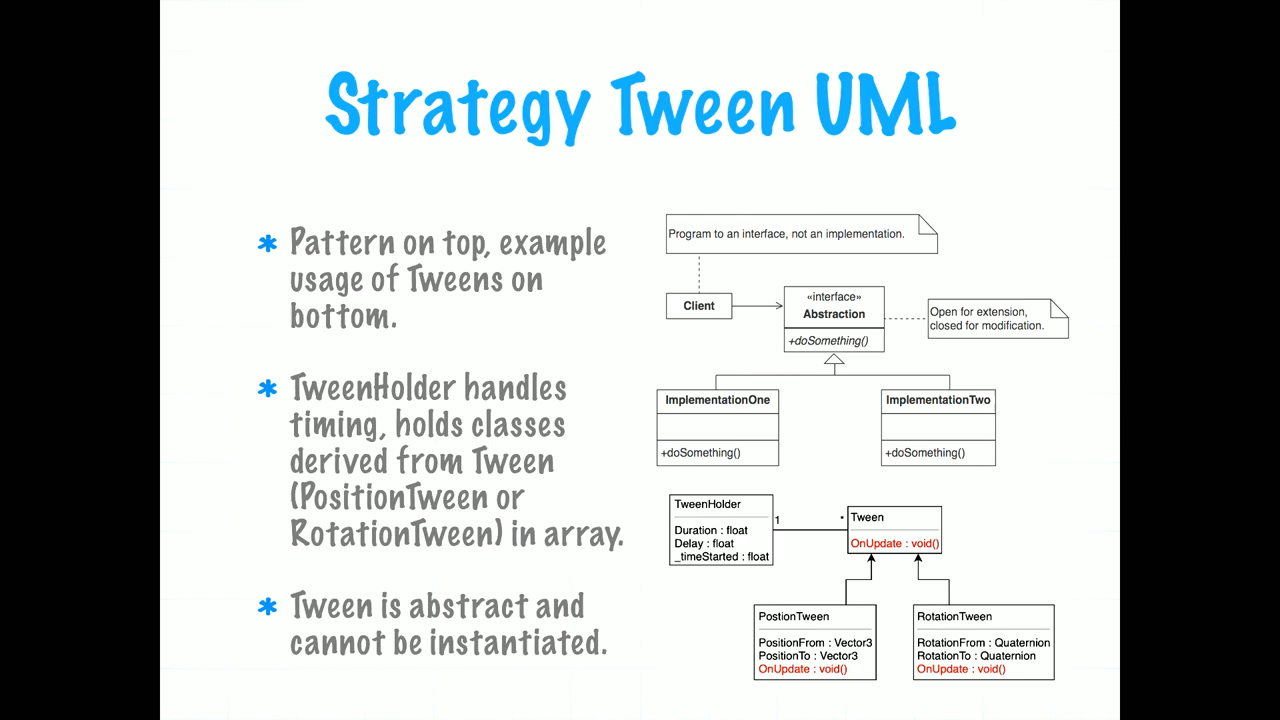 Strategy Tween UML
* Pattern on top, example
usage of Tweens on
bottom.
* TweenHolder handles
timing, holds classes
derived from Tween
(PositionTween or
RotationTween) in array.
* Tween is abstract and
cannot be instantiated.
Program to an interface, not an implementation.
Client
«interface»
Abstraction
+doSomething()
Open for extension,
closed for modification.
ImplementationOne
+doSomething()
ImplementationTwo
+doSomething()
TweenHolder
Duration : float
Delay : float
_timeStarted : float
1
*
Tween
OnUpdate : void()
PostionTween
PositionFrom : Vector3
PositionTo : Vector3
OnUpdate : void()
RotationTween
RotationFrom : Quaternion
RotationTo : Quaternion
OnUpdate : void()